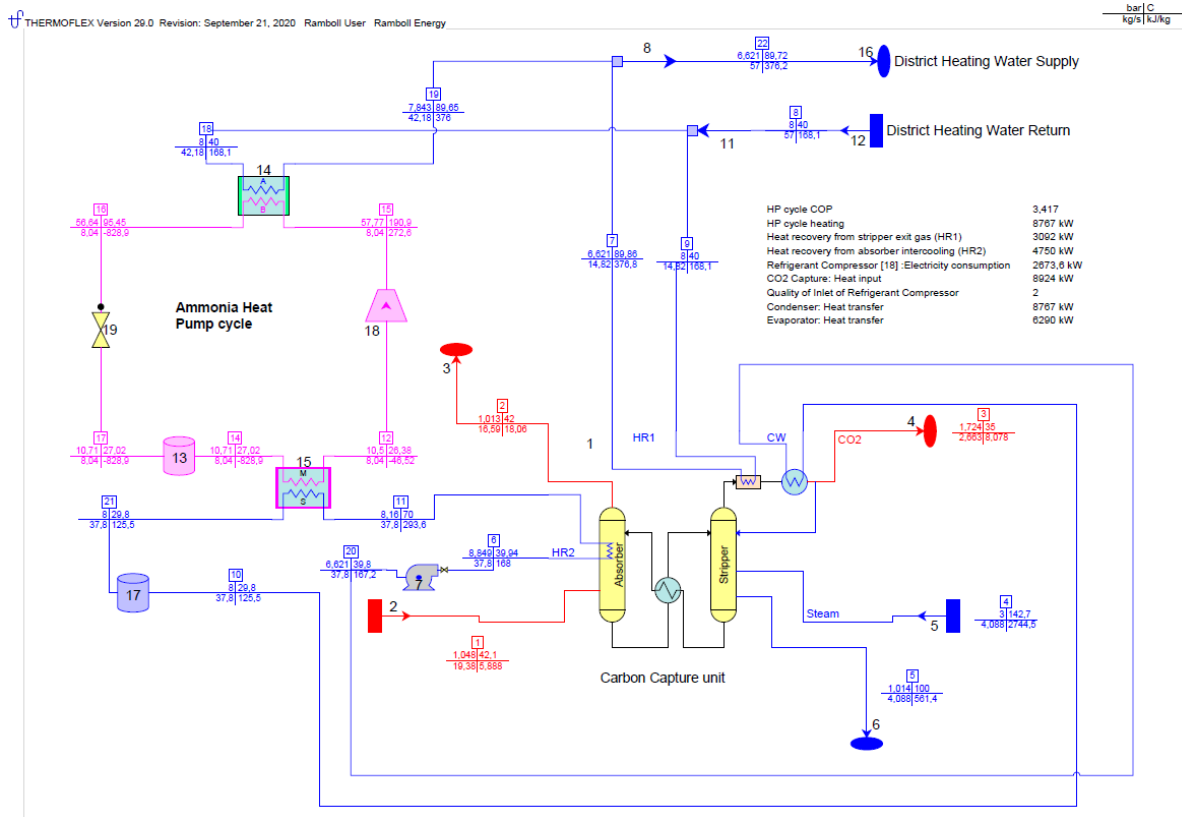 THERMOFLEX Version 29.0 Revision: September 21, 2020 Ramboll User Ramboll Energy
bar C
kg/s kJ/kg
22
8
6,621 89,72
57 376,2
16
District Heating Water Supply
19
7,843 89,65
42,18 376
18
8 40
42,18 168,1
8
8 40
57 168,1
11
12
District Heating Water Return
14
A
B
16
56,64 95,45
8,04 -828,9
15
57,77 190,9
8,04 272,6
7
6,621 89,86
14,82 376,8
9
8 40
14,82 168,1
HP cycle COP 3,417
HP cycle heating 8767 kW
Heat recovery from stripper exit gas (HR1) 3092 kW
Heat recovery from absorber intercooling (HR2) 4750 kW
Refrigerant Compressor [18] :Electricity consumption 2673,6 kW
CO2 Capture: Heat input 8924 kW
Quality of Inlet of Refrigerant Compressor 2
Condenser: Heat transfer 8767 kW
Evaporator: Heat transfer 6290 kW
Ammonia Heat
Pump cycle
19
18
3
2
1,013 42
16,59 18,06
1
HR1
CW
CO2
4
3
1,724 35
2,663 8,078
17
10,71 27,02
8,04 -828,9
13
14
10,71 27,02
8,04 -828,9
15
M
S
12
10,5 26,38
8,04 -46,52
21
8 29,8
37,8 125,5
11
8,16 70
37,8 293,6
20
6,621 39,8
37,8 167,2
6
8,849 39,94
37,8 168
HR2
7
Absorber
Stripper
10
8 29,8
37,8 125,5
17
2
1
1,048 42,1
19,38 5,888
Steam
5
4
3 142,7
4,088 2744,5
Carbon Capture unit
5
1,014 100
4,088 561,4
6